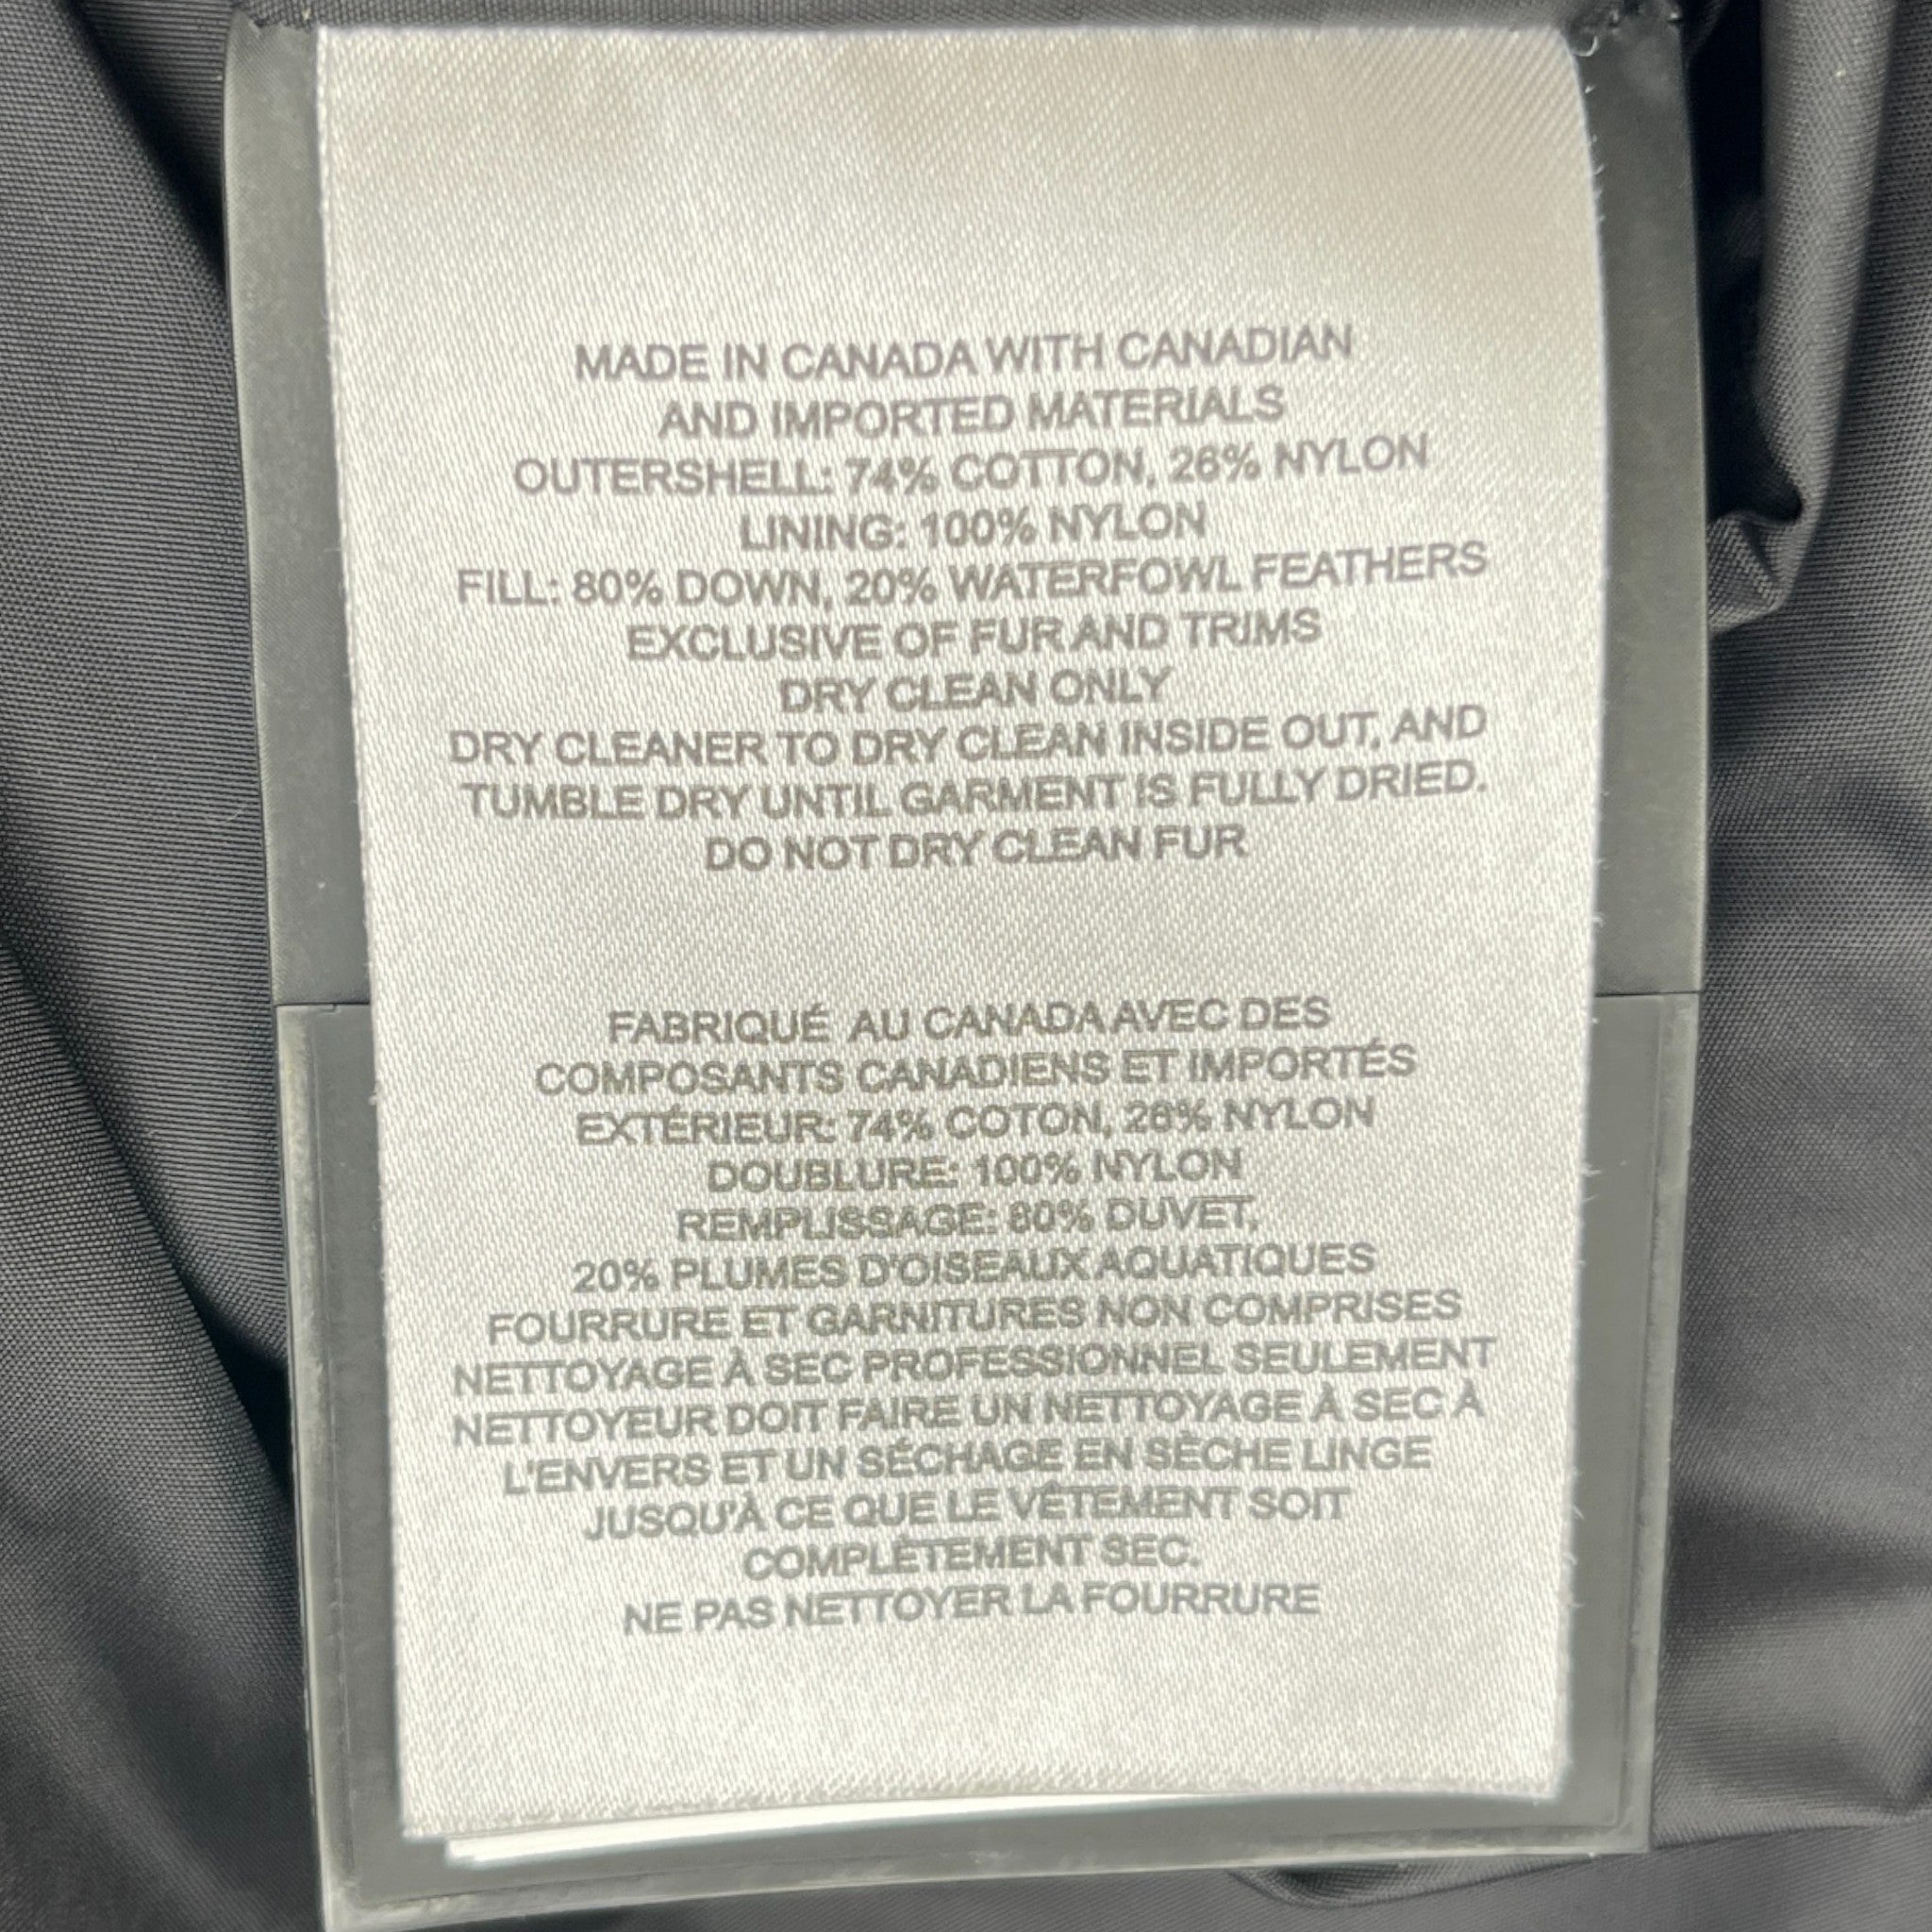 MADE IN CANADA WITH CANADIAN
AND IMPORTED MATERIALS
OUTERSHELL: 74% COTTON, 26% NYLON
LINING: 100% NYLON
FILL: 80% DOWN, 20% WATERFOWL FEATHERS
EXCLUSIVE OF FUR AND TRIMS
DRY CLEAN ONLY
DRY CLEANER TO DRY CLEAN INSIDE OUT, AND
TUMBLE DRY UNTIL GARMENT IS FULLY DRIED.
DO NOT DRY CLEAN FUR
FABRIQUÉ AU CANADA AVEC DES
COMPOSANTS CANADIENS ET IMPORTÉS
EXTÉRIEUR: 74% COTON, 26% NYLON
DOUBLURE: 100% NYLON
REMPLISSAGE: 80% DUVET,
20% PLUMES D'OISEAUX AQUATIQUES
FOURRURE ET GARNITURES NON COMPRISES
NETTOYAGE À SEC PROFESSIONNEL SEULEMENT
NETTOYEUR DOIT FAIRE UN NETTOYAGE À SEC À
L'ENVERS ET UN SÉCHAGE EN SÈCHE LINGE
JUSQU'À CE QUE LE VÊTEMENT SOIT
COMPLÈTEMENT SEC.
NE PAS NETTOYER LA FOURRURE